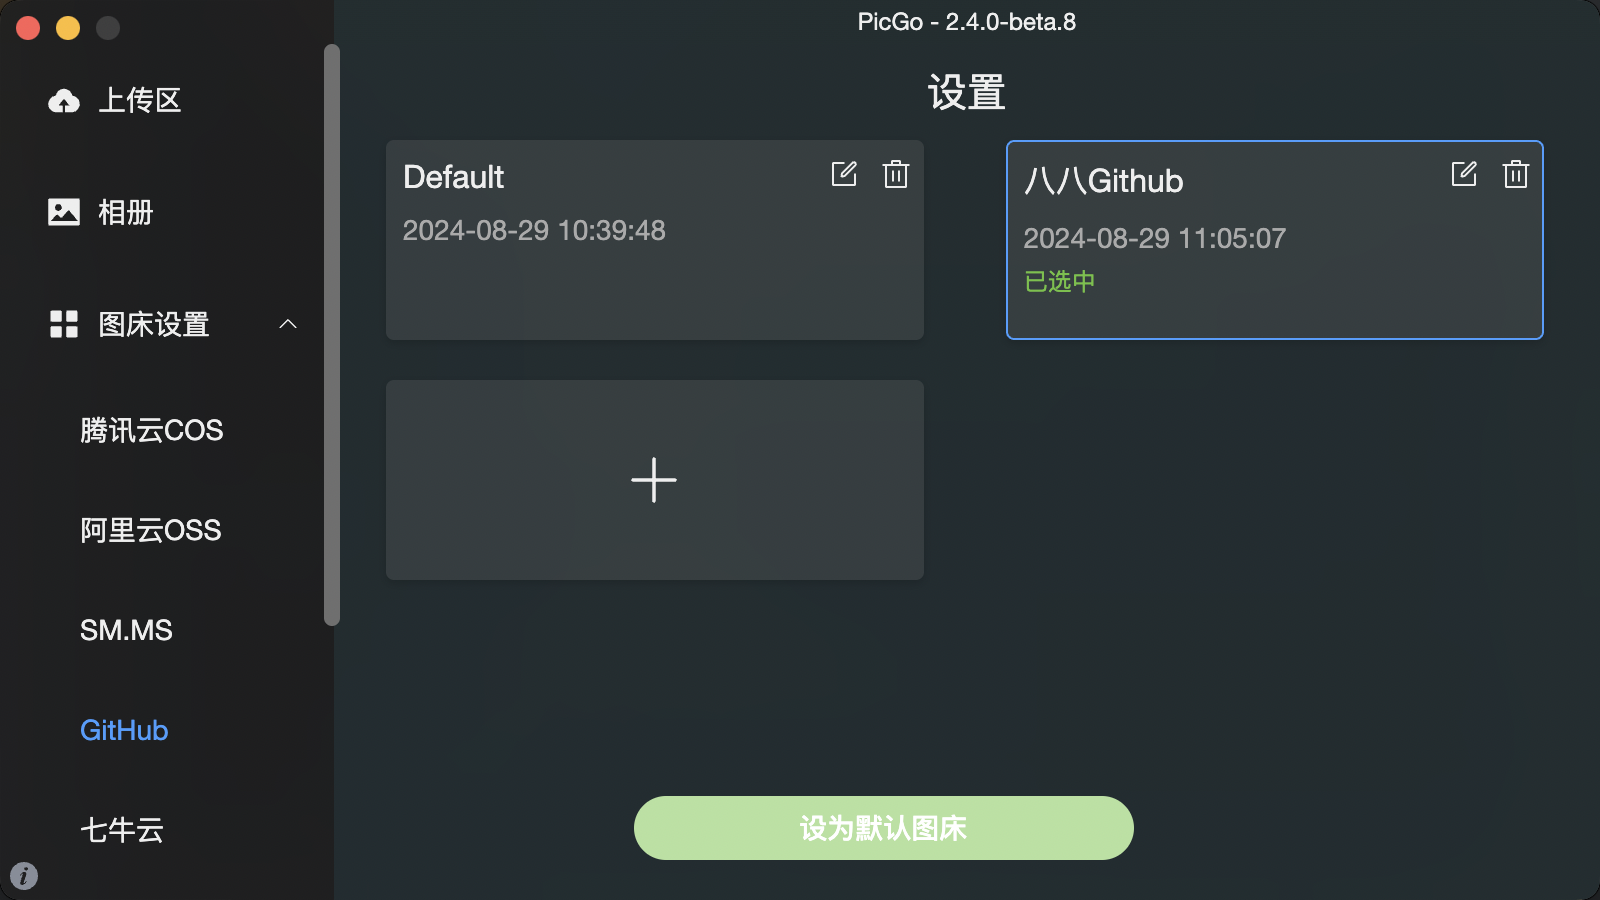 PicGo - 2.4.0-beta.8
上传区
相册
图床设置
腾讯云COS
阿里云OSS
SM.MS
GitHub
七牛云
设置
Default
2024-08-29 10:39:48
八八Github
2024-08-29 11:05:07
已选中
设为默认图床